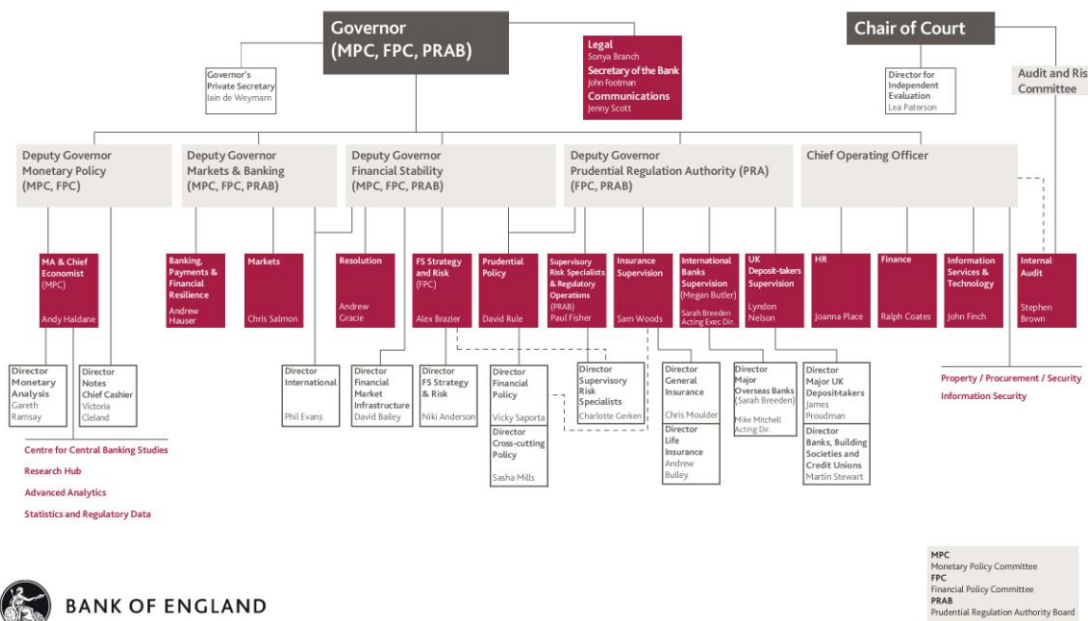 Governor
(MPC, FPC, PRAB)
Chair of Court
Legal
Sonya Branch
Secretary of the Bank
John Footman
Communications
Jenny Scott
Governor's
Private Secretary
Iain de Weymarn
Director for
Independent
Evaluation
Lea Paterson
Audit and Ris
Committee
Deputy Governor
Monetary Policy
(MPC, FPC)
Deputy Governor
Markets & Banking
(MPC, FPC, PRAB)
Deputy Governor
Financial Stability
(MPC, FPC, PRAB)
Deputy Governor
Prudential Regulation Authority (PRA)
(FPC, PRAB)
Chief Operating Officer
MA & Chief
Economist
(MPC)
Andy Haldane
Banking,
Payments &
Financial
Resilience
Andrew
Hauser
Markets
Chris Salmon
Resolution
Andrew
Gracie
FS Strategy
and Risk
(FPC)
Alex Brazier
Prudential
Policy
David Rule
Supervisory
Risk Specialists
& Regulatory
Operations
(PRAB)
Paul Fisher
Insurance
Supervision
Sam Woods
International
Banks
Supervision
(Megan Butler)
Sarah Breeden
Acting Exec Dir.
UK
Deposit-takers
Supervision
Lyndon
Nelson
HR
Joanna Place
Finance
Ralph Coates
Information
Services &
Technology
John Finch
Internal
Audit
Stephen
Brown
Director
Monetary
Analysis
Gareth
Ramsay
Director
Notes
Chief Cashier
Victoria
Cleland
Director
International
Phil Evans
Director
Financial
Market
Infrastructure
David Bailey
Director
FS Strategy
& Risk
Niki Anderson
Director
Financial
Policy
Vicky Saporta
Director
Cross-cutting
Policy
Sasha Mills
Director
Supervisory
Risk
Specialists
Charlotte Gerken
Director
General
Insurance
Chris Moulder
Director
Life
Insurance
Andrew
Bulley
Director
Major
Overseas Banks
(Sarah Breeden)
Mike Mitchell
Acting Dir.
Director
Major UK
Deposit-takers
James
Proudman
Director
Banks, Building
Societies and
Credit Unions
Martin Stewart
Property / Procurement / Security
Information Security
Centre for Central Banking Studies
Research Hub
Advanced Analytics
Statistics and Regulatory Data
BANK OF ENGLAND
MPC
Monetary Policy Committee
FPC
Financial Policy Committee
PRAB
Prudential Regulation Authority Board